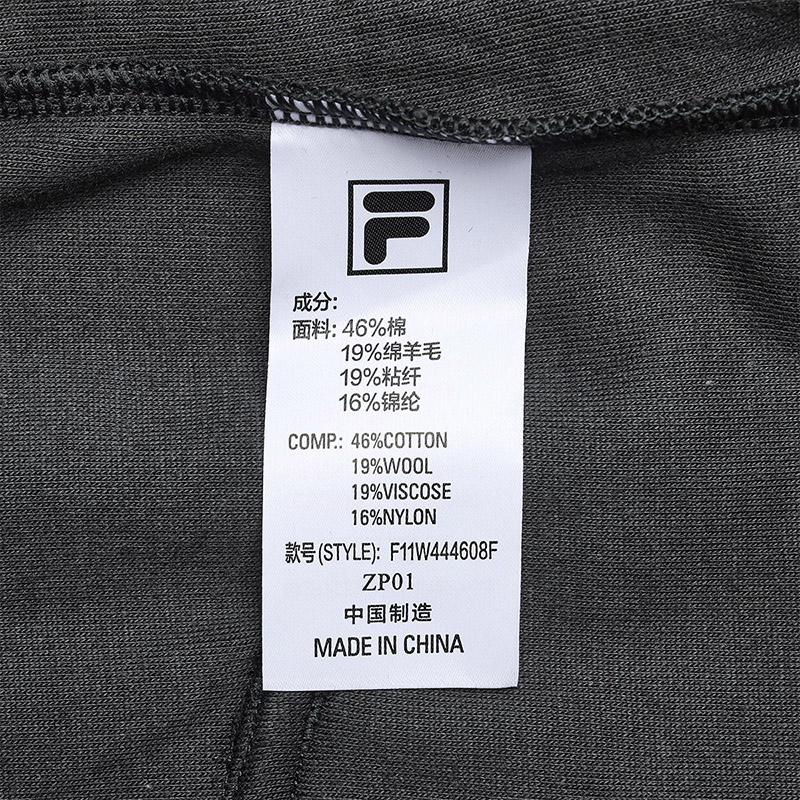 F
成分:
面料: 46%棉
19%绵羊毛
19%粘纤
16%锦纶
COMP.: 46%COTTON
19%WOOL
19%VISCOSE
16%NYLON
款号(STYLE): F11W444608F
ZP01
中国制造
MADE IN CHINA